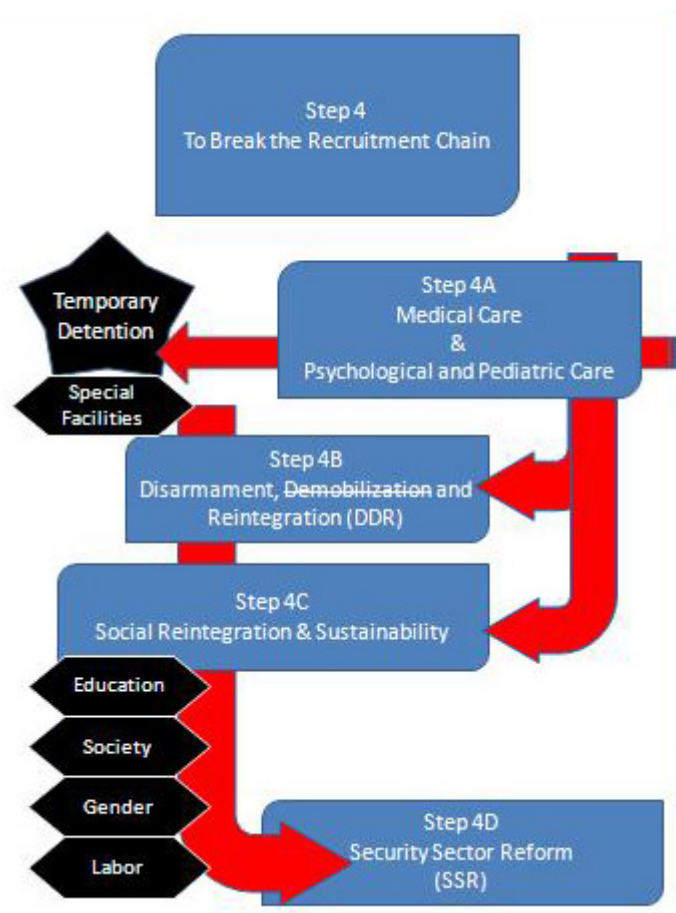 Step 4
To Break the Recruitment Chain
Temporary
Detention
Special
Facilities
Step 4A
Medical Care
&
Psychological and Pediatric Care
Step 4B
Disarmament, Demobilization and
Reintegration (DDR)
Step 4C
Social Reintegration & Sustainability
Education
Society
Gender
Labor
Step 4D
Security Sector Reform
(SSR)